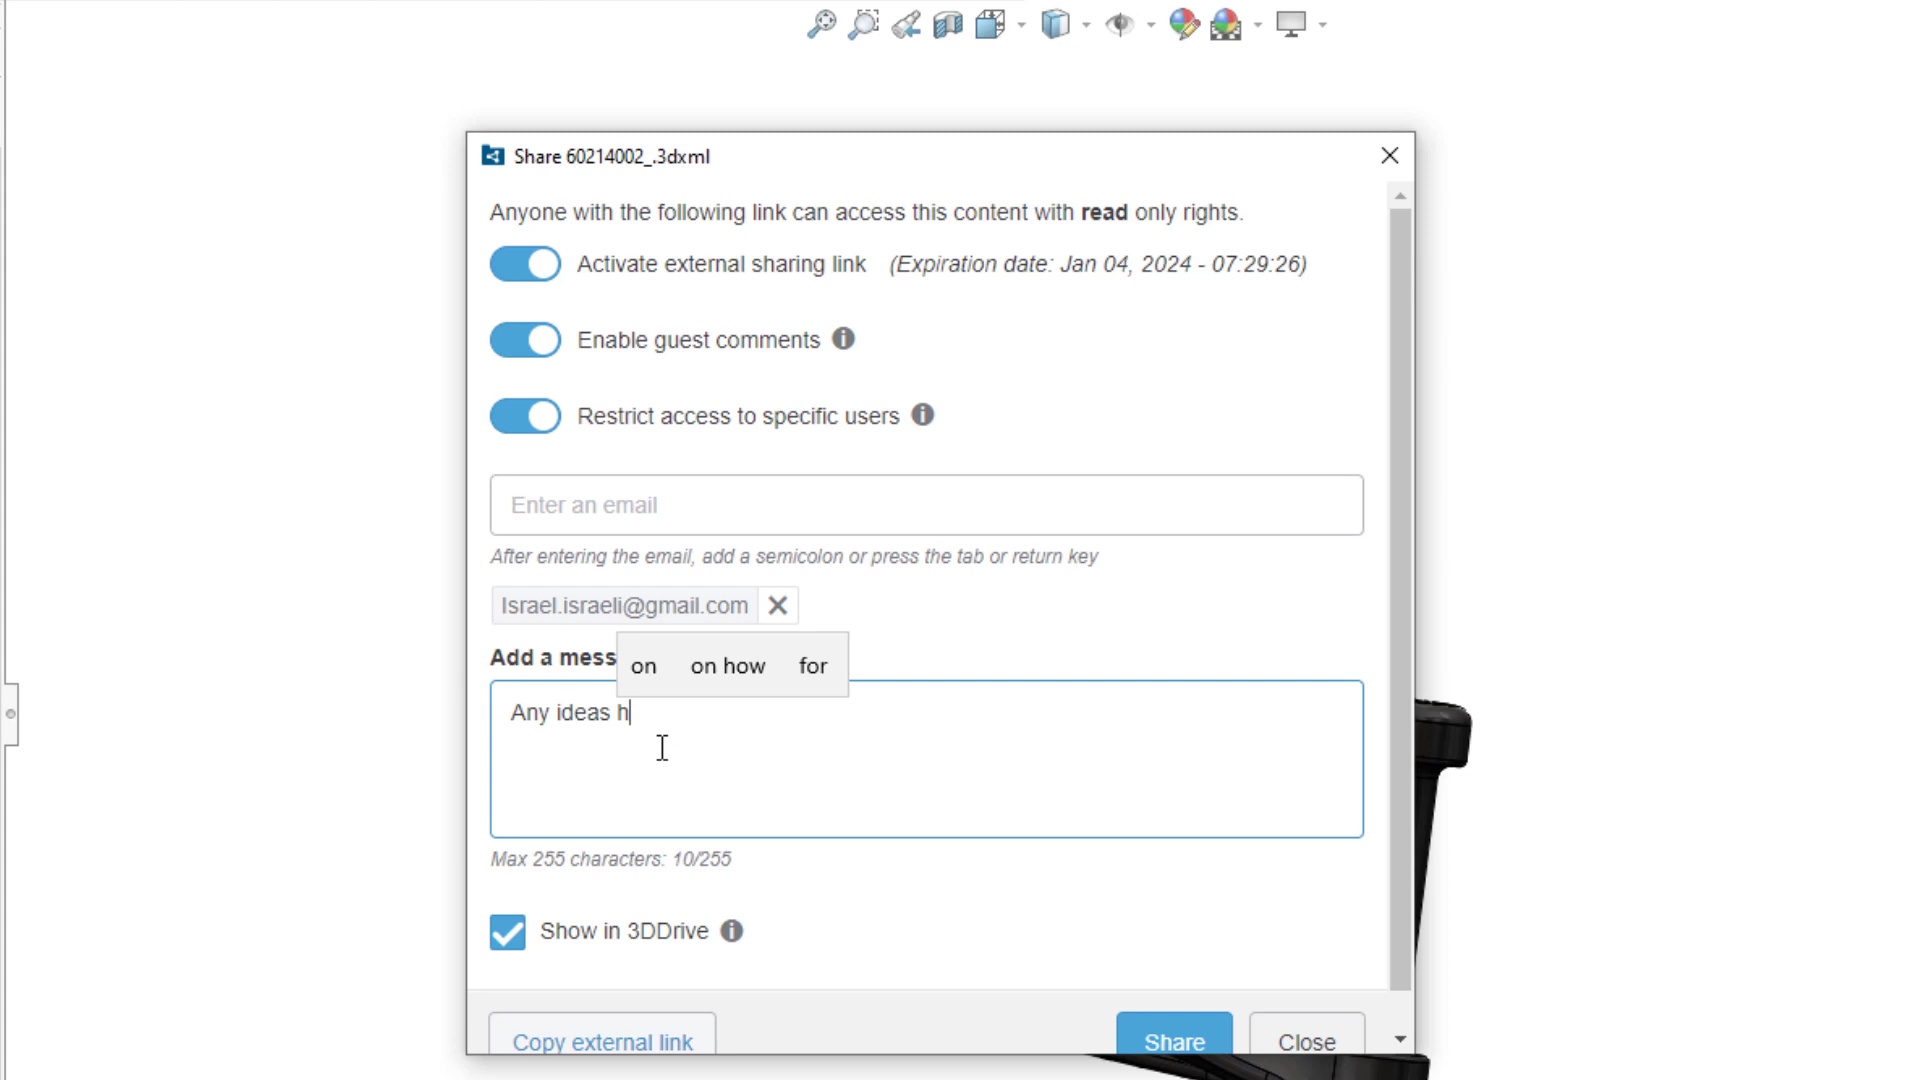 Share 60214002_.3dxml
Anyone with the following link can access this content with read only rights.
Activate external sharing link (Expiration date: Jan 04, 2024 - 07:29:26)
Enable guest comments
Restrict access to specific users
Enter an email
After entering the email, add a semicolon or press the tab or return key
Israel.israeli@gmail.com
Add a mess
on on how for
Any ideas h
Max 255 characters: 10/255
Show in 3DDrive
Copy external link Share Close